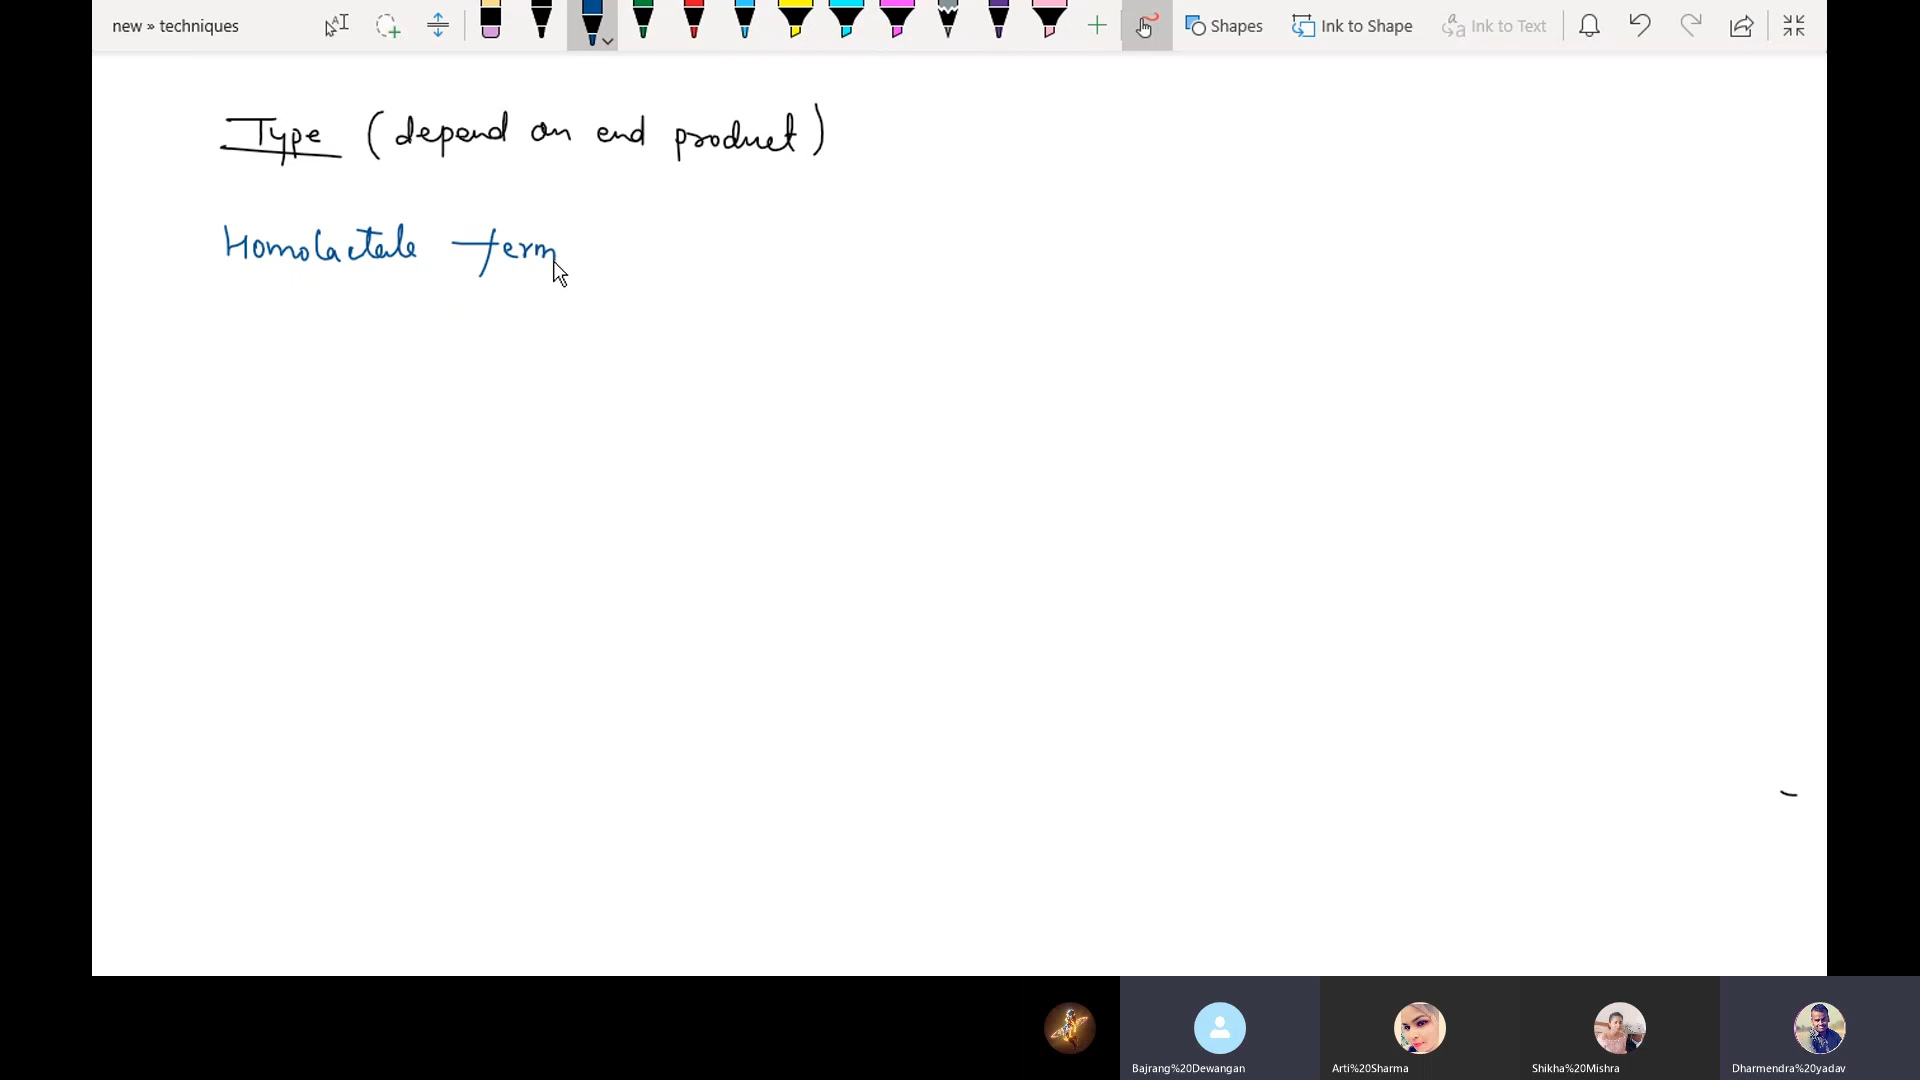 new » techniques
Shapes
Ink to Shape
Ink to Text
Type (depend on end product)
Homolactate ferm
Bajrang%20Dewangan
Arti%20Sharma
Shikha%20Mishra
Dharmendra%20yadav